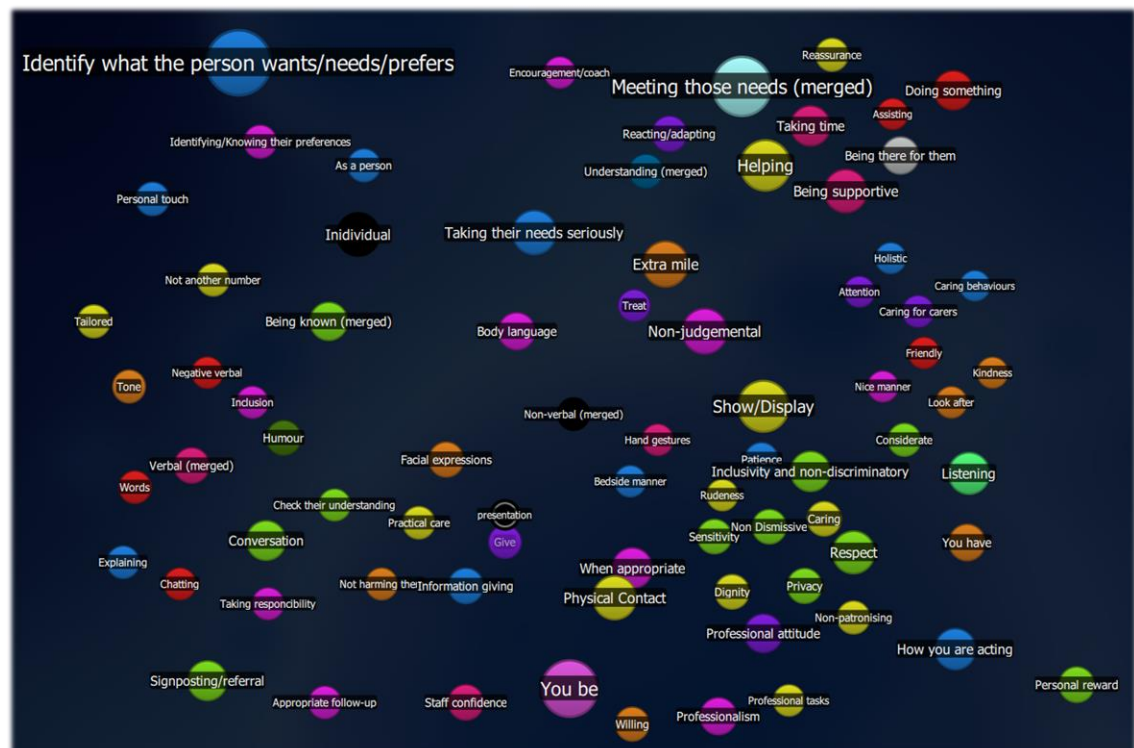 Identify what the person wants/needs/prefers
Encouragement/coach
Reassurance
Meeting those needs (merged)
Doing something
Assisting
Taking time
Reacting/adapting
Identifying/Knowing their preferences
Being there for them
As a person
Helping
Understanding (merged)
Being supportive
Personal touch
Inidividual
Taking their needs seriously
Extra mile
Holistic
Not another number
Attention
Caring behaviours
Treat
Caring for carers
Tailored
Being known (merged)
Body language
Non-judgemental
Friendly
Negative verbal
Kindness
Tone
Nice manner
Inclusion
Look after
Show/Display
Non-verbal (merged)
Humour
Hand gestures
Considerate
Facial expressions
Patience
Verbal (merged)
Inclusivity and non-discriminatory
Listening
Bedside manner
Words
Rudeness
Check their understanding
presentation
Practical care
Caring
Non Dismissive
Sensitivity
Conversation
Give
You have
Respect
Explaining
When appropriate
Chatting
Not harming ther
Information giving
Privacy
Dignity
Physical Contact
Taking responcibility
Non-patronising
Professional attitude
How you are acting
Signposting/referral
Personal reward
You be
Appropriate follow-up
Staff confidence
Professional tasks
Professionalism
Willing